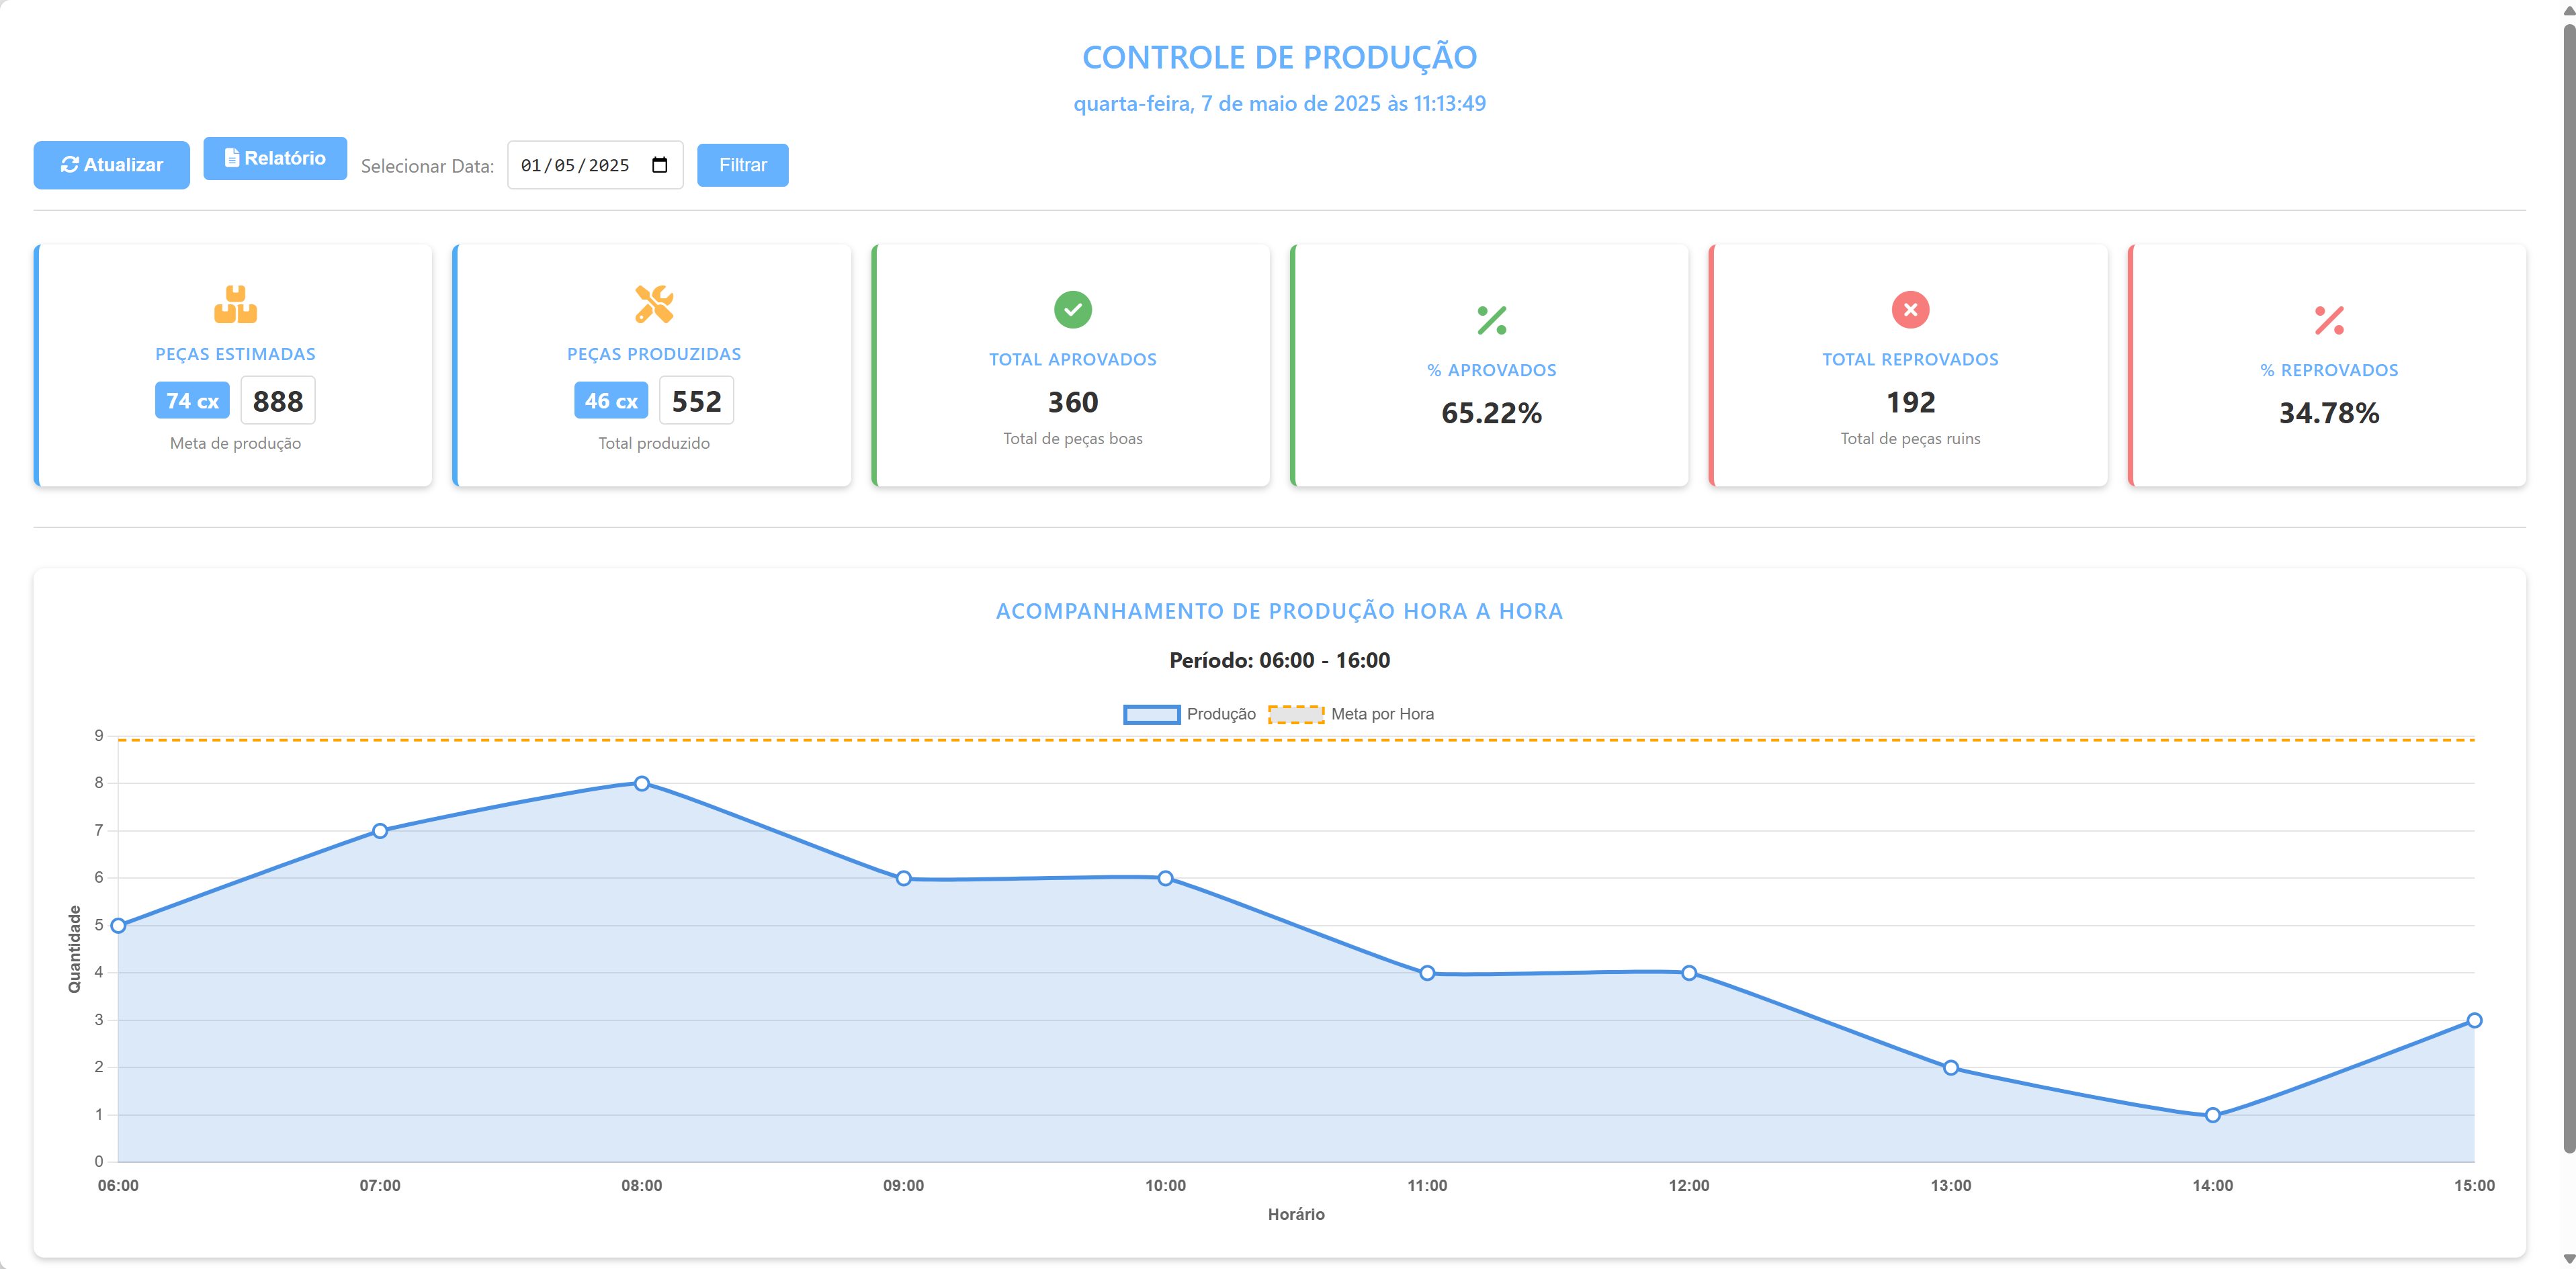 CONTROLE DE PRODUÇÃO
quarta-feira, 7 de maio de 2025 às 11:13:49
Atualizar
Relatório
Selecionar Data:
01/05/2025
Filtrar
PEÇAS ESTIMADAS
74 cx 888
Meta de produção
PEÇAS PRODUZIDAS
46 cx 552
Total produzido
TOTAL APROVADOS
360
Total de peças boas
% APROVADOS
65.22%
TOTAL REPROVADOS
192
Total de peças ruins
% REPROVADOS
34.78%
ACOMPANHAMENTO DE PRODUÇÃO HORA A HORA
Período: 06:00 - 16:00
Produção
Meta por Hora
Quantidade
9
8
7
6
5
4
3
2
1
0
06:00 07:00 08:00 09:00 10:00 11:00 12:00 13:00 14:00 15:00
Horário